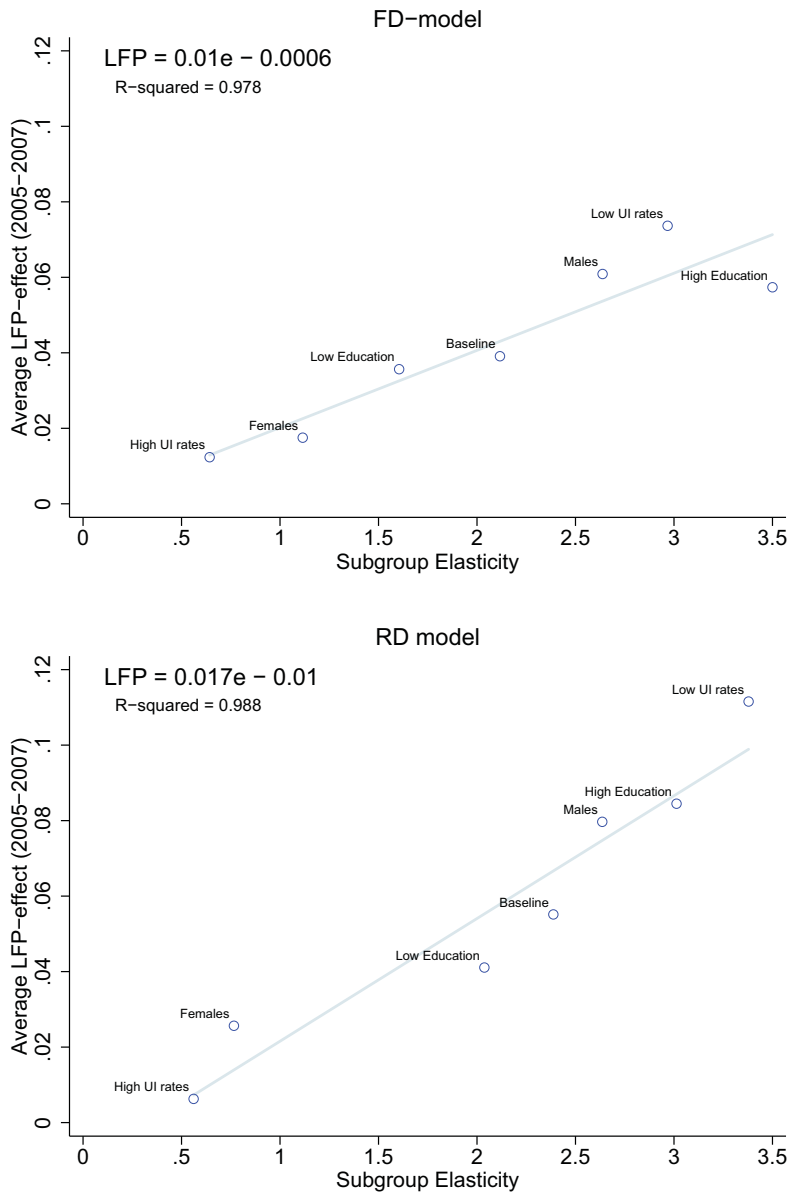 FD−model
LFP = 0.01e − 0.0006
R−squared = 0.978
Average LFP−effect (2005−2007)
.12
.1
.08
.06
.04
.02
0
Low UI rates
Males
High Education
Baseline
Low Education
Females
High UI rates
0 .5 1 1.5 2 2.5 3 3.5
Subgroup Elasticity
RD model
LFP = 0.017e − 0.01
R−squared = 0.988
Average LFP−effect (2005−2007)
.12
.1
.08
.06
.04
.02
0
Low UI rates
High Education
Males
Baseline
Low Education
Females
High UI rates
0 .5 1 1.5 2 2.5 3 3.5
Subgroup Elasticity